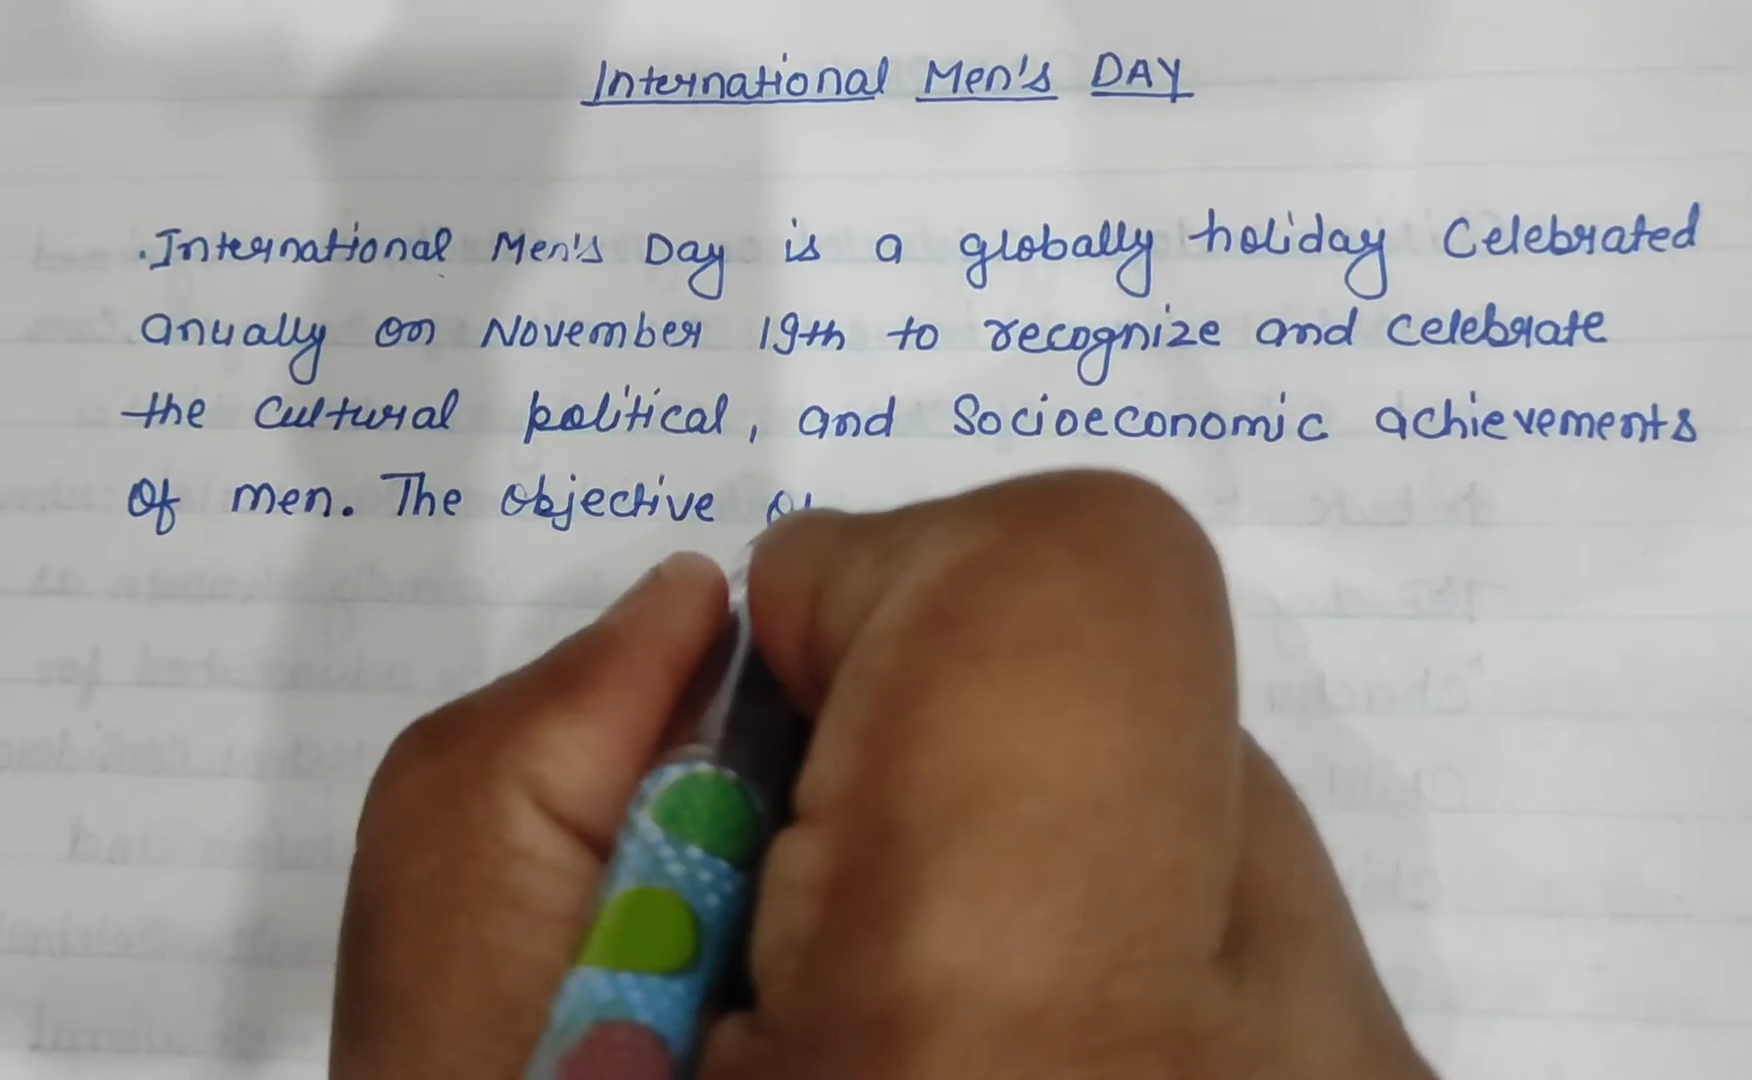 International Men's DAY
.International Men's Day is a globally holiday Celebrated
anually on November 19th to recognize and celebrate
the Cultural political, and Socioeconomic achievements
of men. The objective